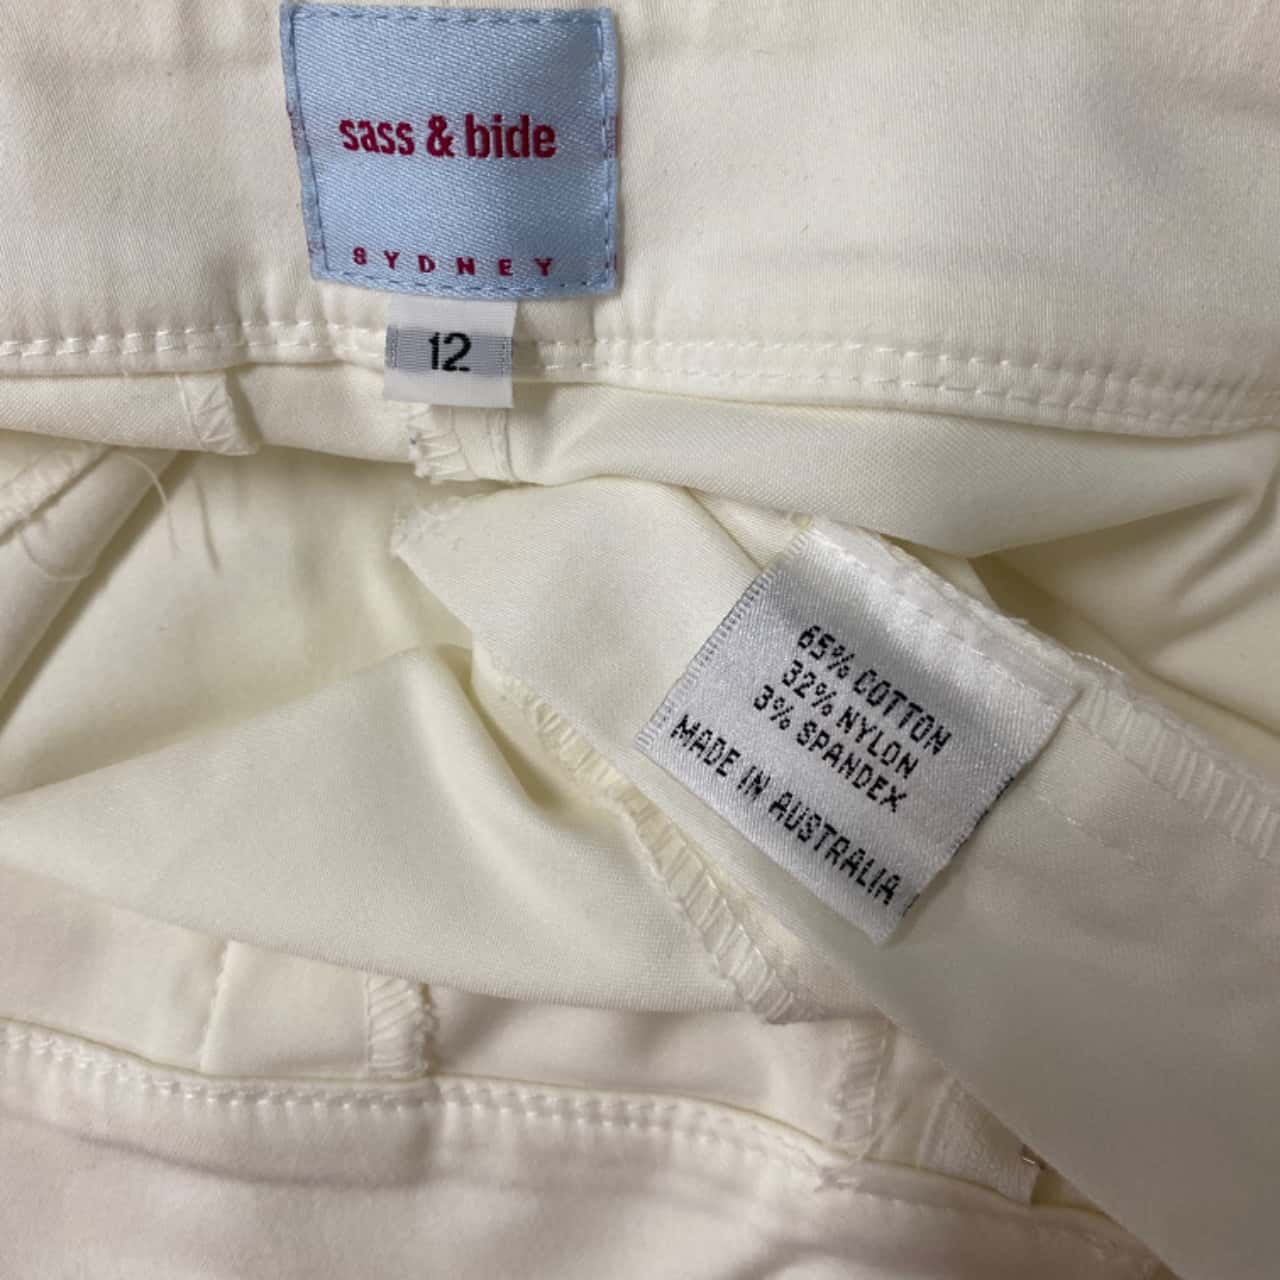 sass & bide
SYDNEY
12
65% COTTON
32% NYLON
3% SPANDEX
MADE IN AUSTRALIA